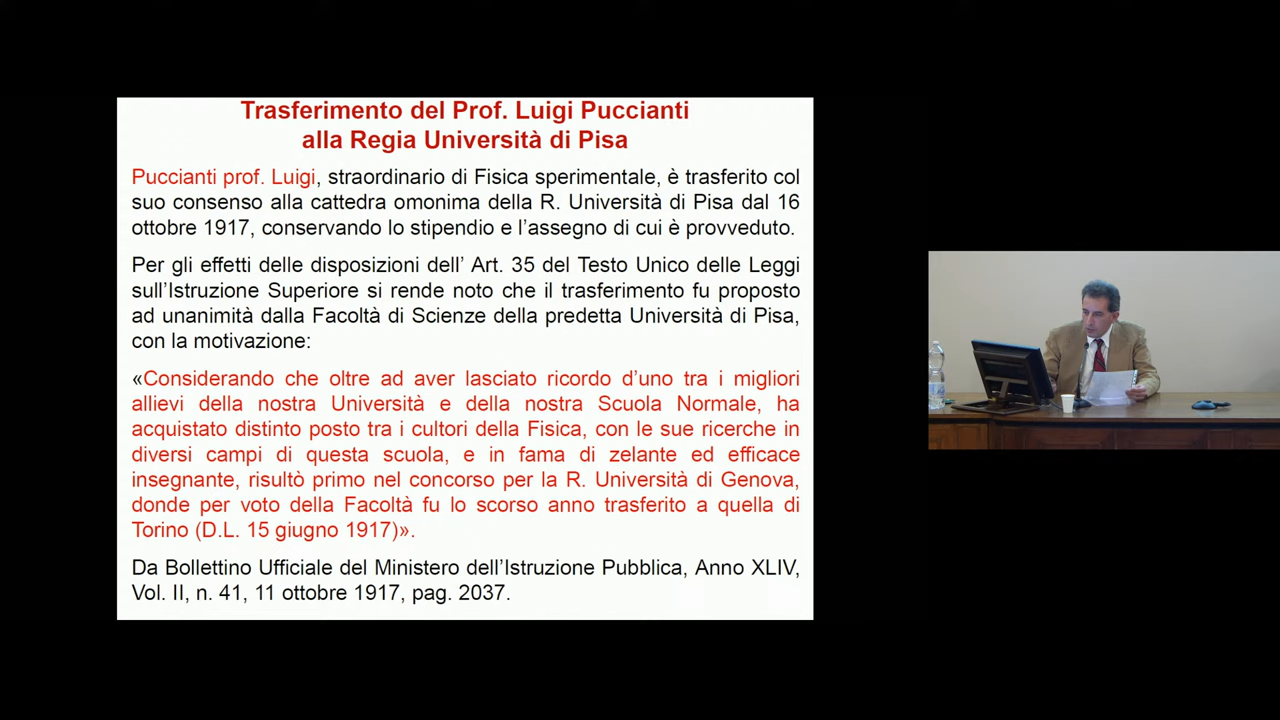 Trasferimento del Prof. Luigi Puccianti
alla Regia Università di Pisa
Puccianti prof. Luigi, straordinario di Fisica sperimentale, è trasferito col
suo consenso alla cattedra omonima della R. Università di Pisa dal 16
ottobre 1917, conservando lo stipendio e l’assegno di cui è provveduto.
Per gli effetti delle disposizioni dell’ Art. 35 del Testo Unico delle Leggi
sull’Istruzione Superiore si rende noto che il trasferimento fu proposto
ad unanimità dalla Facoltà di Scienze della predetta Università di Pisa,
con la motivazione:
«Considerando che oltre ad aver lasciato ricordo d’uno tra i migliori
allievi della nostra Università e della nostra Scuola Normale, ha
acquistato distinto posto tra i cultori della Fisica, con le sue ricerche in
diversi campi di questa scuola, e in fama di zelante ed efficace
insegnante, risultò primo nel concorso per la R. Università di Genova,
donde per voto della Facoltà fu lo scorso anno trasferito a quella di
Torino (D.L. 15 giugno 1917)».
Da Bollettino Ufficiale del Ministero dell’Istruzione Pubblica, Anno XLIV,
Vol. II, n. 41, 11 ottobre 1917, pag. 2037.